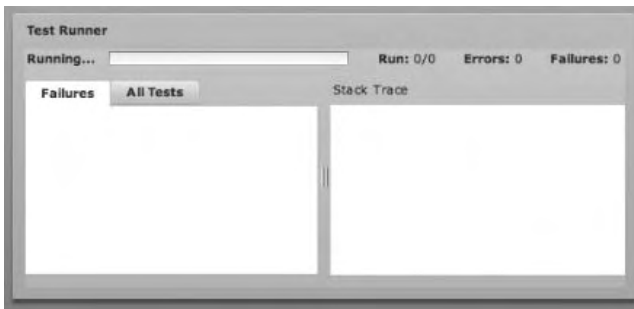 Test Runner
Running... Run: 0/0 Errors: 0 Failures: 0
Failures All Tests Stack Trace